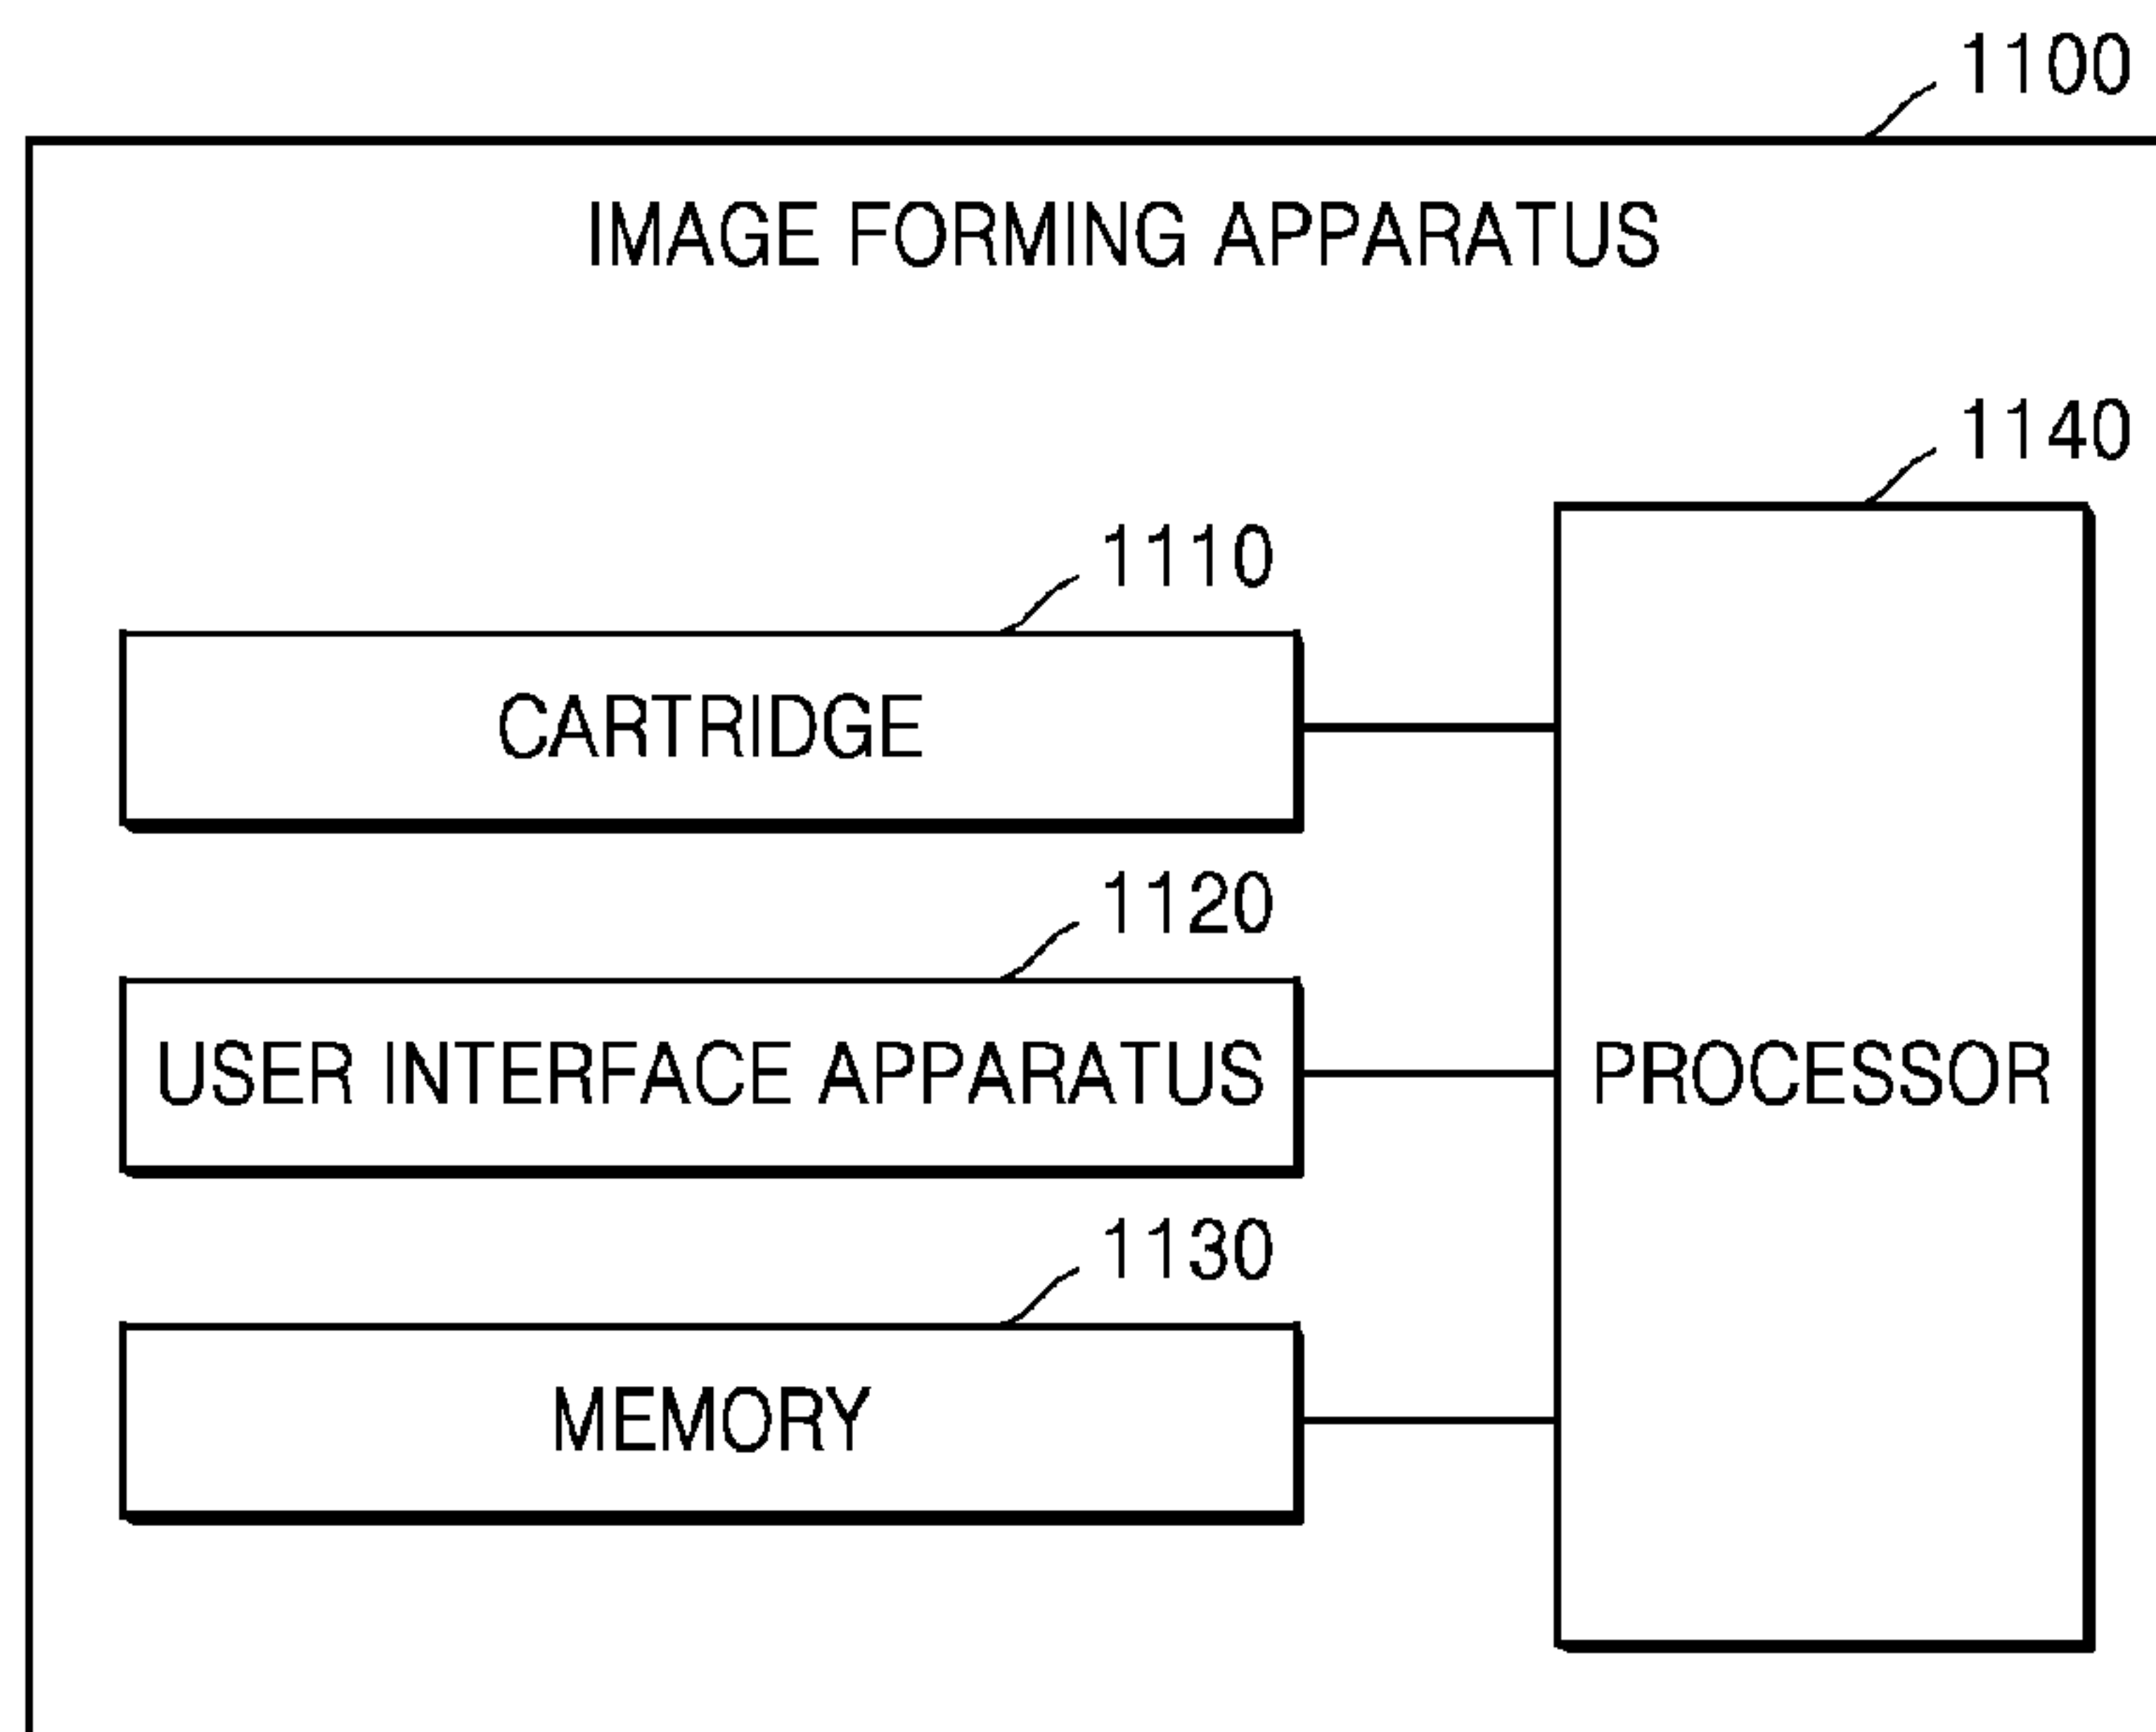 1100
IMAGE FORMING APPARATUS
1140
1110
CARTRIDGE
1120
USER INTERFACE APPARATUS
PROCESSOR
1130
MEMORY